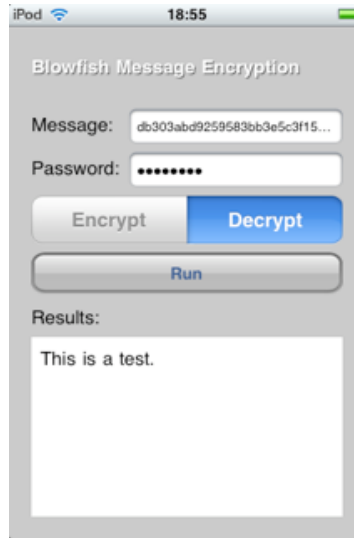 iPod 18:55
Blowfish Message Encryption
Message: db303abd9259583bb3e5c3f15...
Password: ••••••••
Encrypt Decrypt
Run
Results:
This is a test.